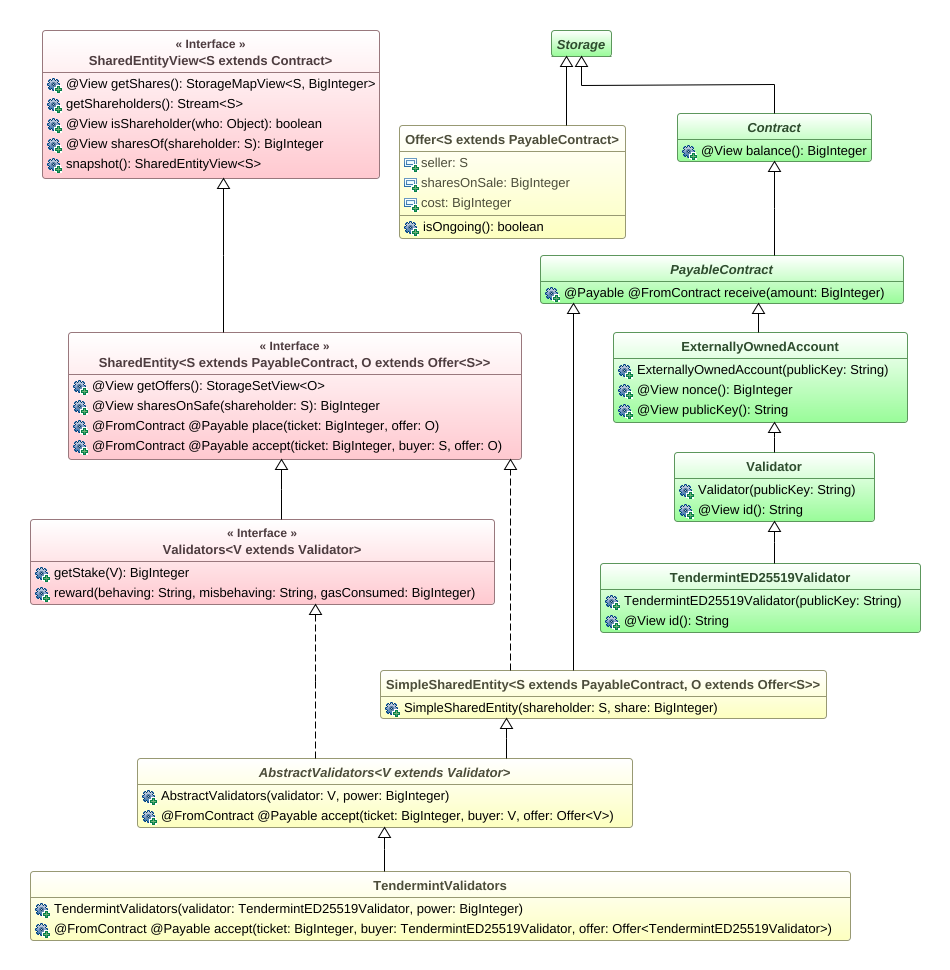 « Interface »
SharedEntityView<S extends Contract>
@View getShares(): StorageMapView<S, BigInteger>
getShareholders(): Stream<S>
@View isShareholder(who: Object): boolean
@View sharesOf(shareholder: S): BigInteger
snapshot(): SharedEntityView<S>
Storage
Offer<S extends PayableContract>
seller: S
sharesOnSale: BigInteger
cost: BigInteger
isOngoing(): boolean
Contract
@View balance(): BigInteger
PayableContract
@Payable @FromContract receive(amount: BigInteger)
« Interface »
SharedEntity<S extends PayableContract, O extends Offer<S>>
@View getOffers(): StorageSetView<O>
@View sharesOnSafe(shareholder: S): BigInteger
@FromContract @Payable place(ticket: BigInteger, offer: O)
@FromContract @Payable accept(ticket: BigInteger, buyer: S, offer: O)
ExternallyOwnedAccount
ExternallyOwnedAccount(publicKey: String)
@View nonce(): BigInteger
@View publicKey(): String
Validator
Validator(publicKey: String)
@View id(): String
« Interface »
Validators<V extends Validator>
getStake(V): BigInteger
reward(behaving: String, misbehaving: String, gasConsumed: BigInteger)
TendermintED25519Validator
TendermintED25519Validator(publicKey: String)
@View id(): String
SimpleSharedEntity<S extends PayableContract, O extends Offer<S>>
SimpleSharedEntity(shareholder: S, share: BigInteger)
AbstractValidators<V extends Validator>
AbstractValidators(validator: V, power: BigInteger)
@FromContract @Payable accept(ticket: BigInteger, buyer: V, offer: Offer<V>)
TendermintValidators
TendermintValidators(validator: TendermintED25519Validator, power: BigInteger)
@FromContract @Payable accept(ticket: BigInteger, buyer: TendermintED25519Validator, offer: Offer<TendermintED25519Validator>)